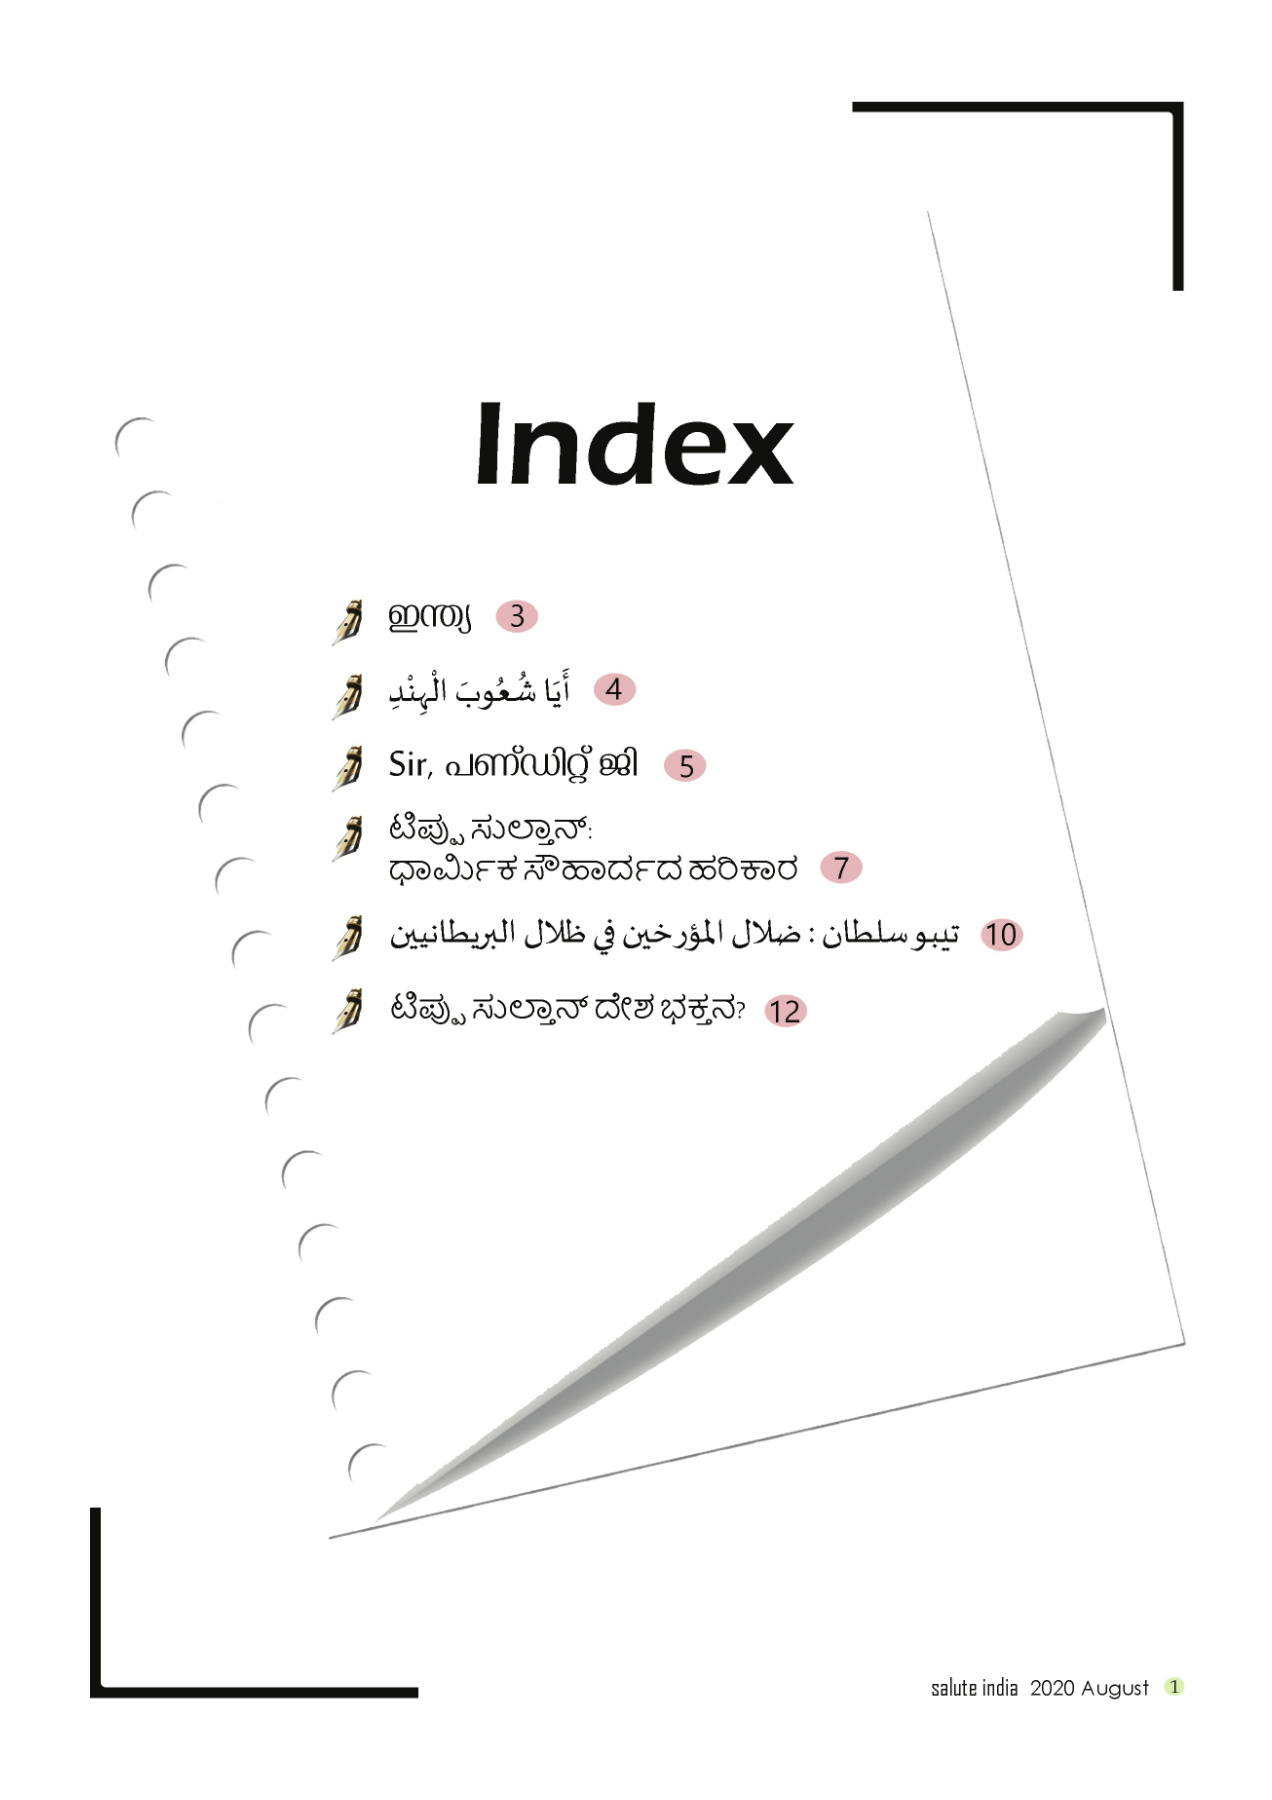 Index
ഇന്ത്യ 3
أَيَا شُعُوبَ الْهِنْدِ 4
Sir, പണ്ഡിറ്റ് ജി 5
ಟಿಪ್ಪು ಸುಲ್ತಾನ್:
ಧಾರ್ಮಿಕ ಸೌಹಾರ್ದದ ಹರಿಕಾರ 7
تيبو سلطان : ضلال المؤرخين في ظلال البريطانيين 10
ಟಿಪ್ಪು ಸುಲ್ತಾನ್ ದೇಶ ಭಕ್ತನ? 12
salute india 2020 August 1